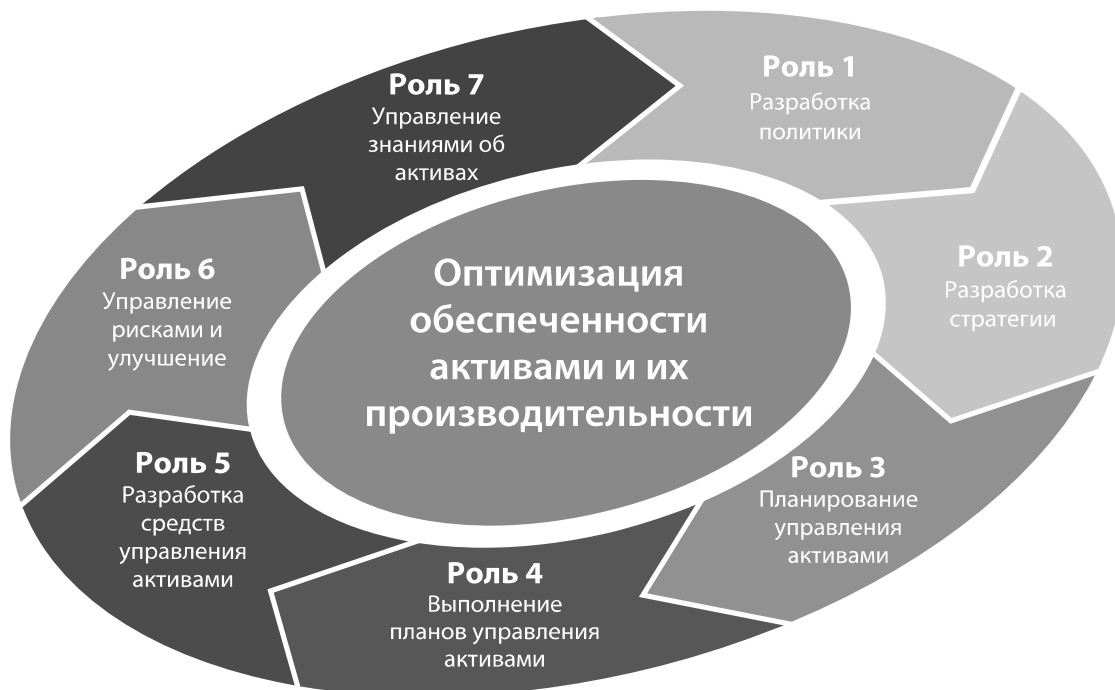 Роль 1
Разработка
политики
Роль 2
Разработка
стратегии
Роль 3
Планирование
управления
активами
Роль 4
Выполнение
планов управления
активами
Роль 5
Разработка
средств
управления
активами
Роль 6
Управление
рисками и
улучшение
Роль 7
Управление
знаниями об
активах
Оптимизация
обеспеченности
активами и их
производительности